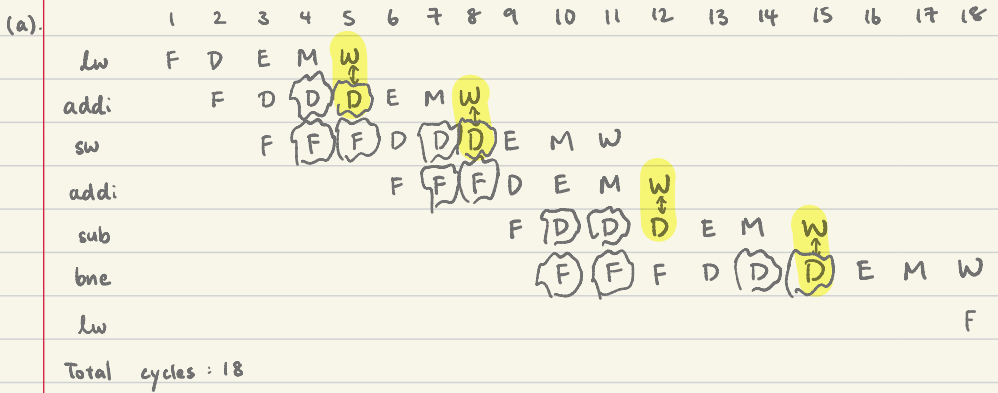 (a). 1 2 3 4 5 6 7 8 9 10 11 12 13 14 15 16 17 18
lw F D E M W
addi F D D D E M W
sw F F F D D D E M W
addi F F F D E M W
sub F D D D E M W
bne F F F D D D E M W
lw F
Total cycles : 18